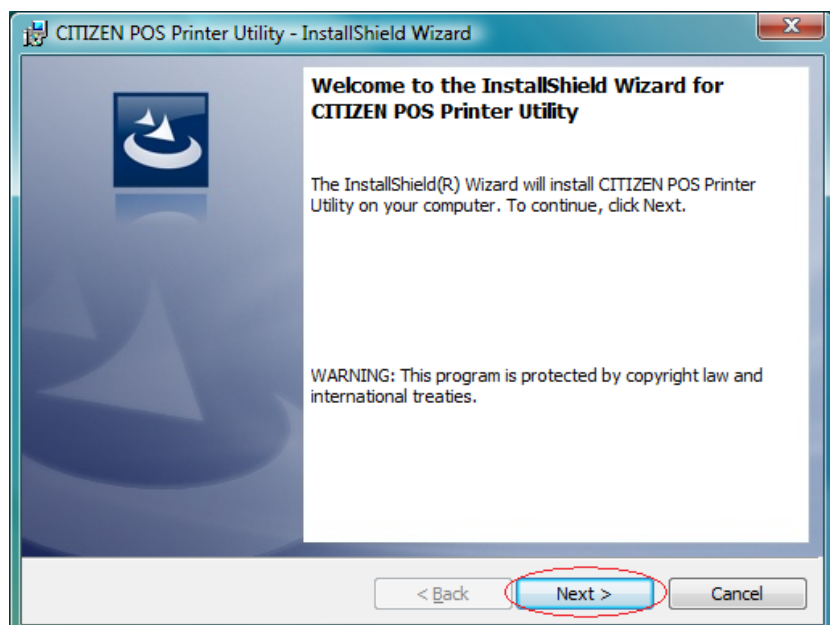 CITIZEN POS Printer Utility - InstallShield Wizard
Welcome to the InstallShield Wizard for
CITIZEN POS Printer Utility
The InstallShield(R) Wizard will install CITIZEN POS Printer
Utility on your computer. To continue, click Next.
WARNING: This program is protected by copyright law and
international treaties.
< Back Next > Cancel